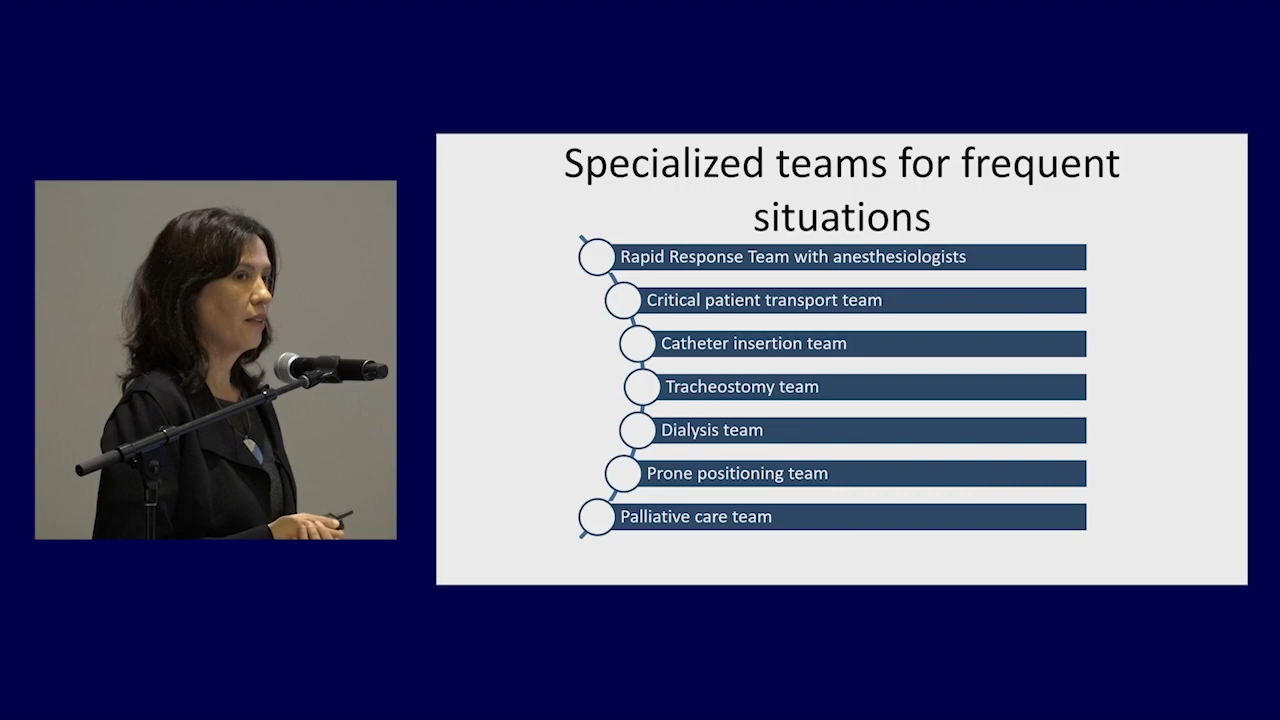 Specialized teams for frequent
situations
Rapid Response Team with anesthesiologists
Critical patient transport team
Catheter insertion team
Tracheostomy team
Dialysis team
Prone positioning team
Palliative care team